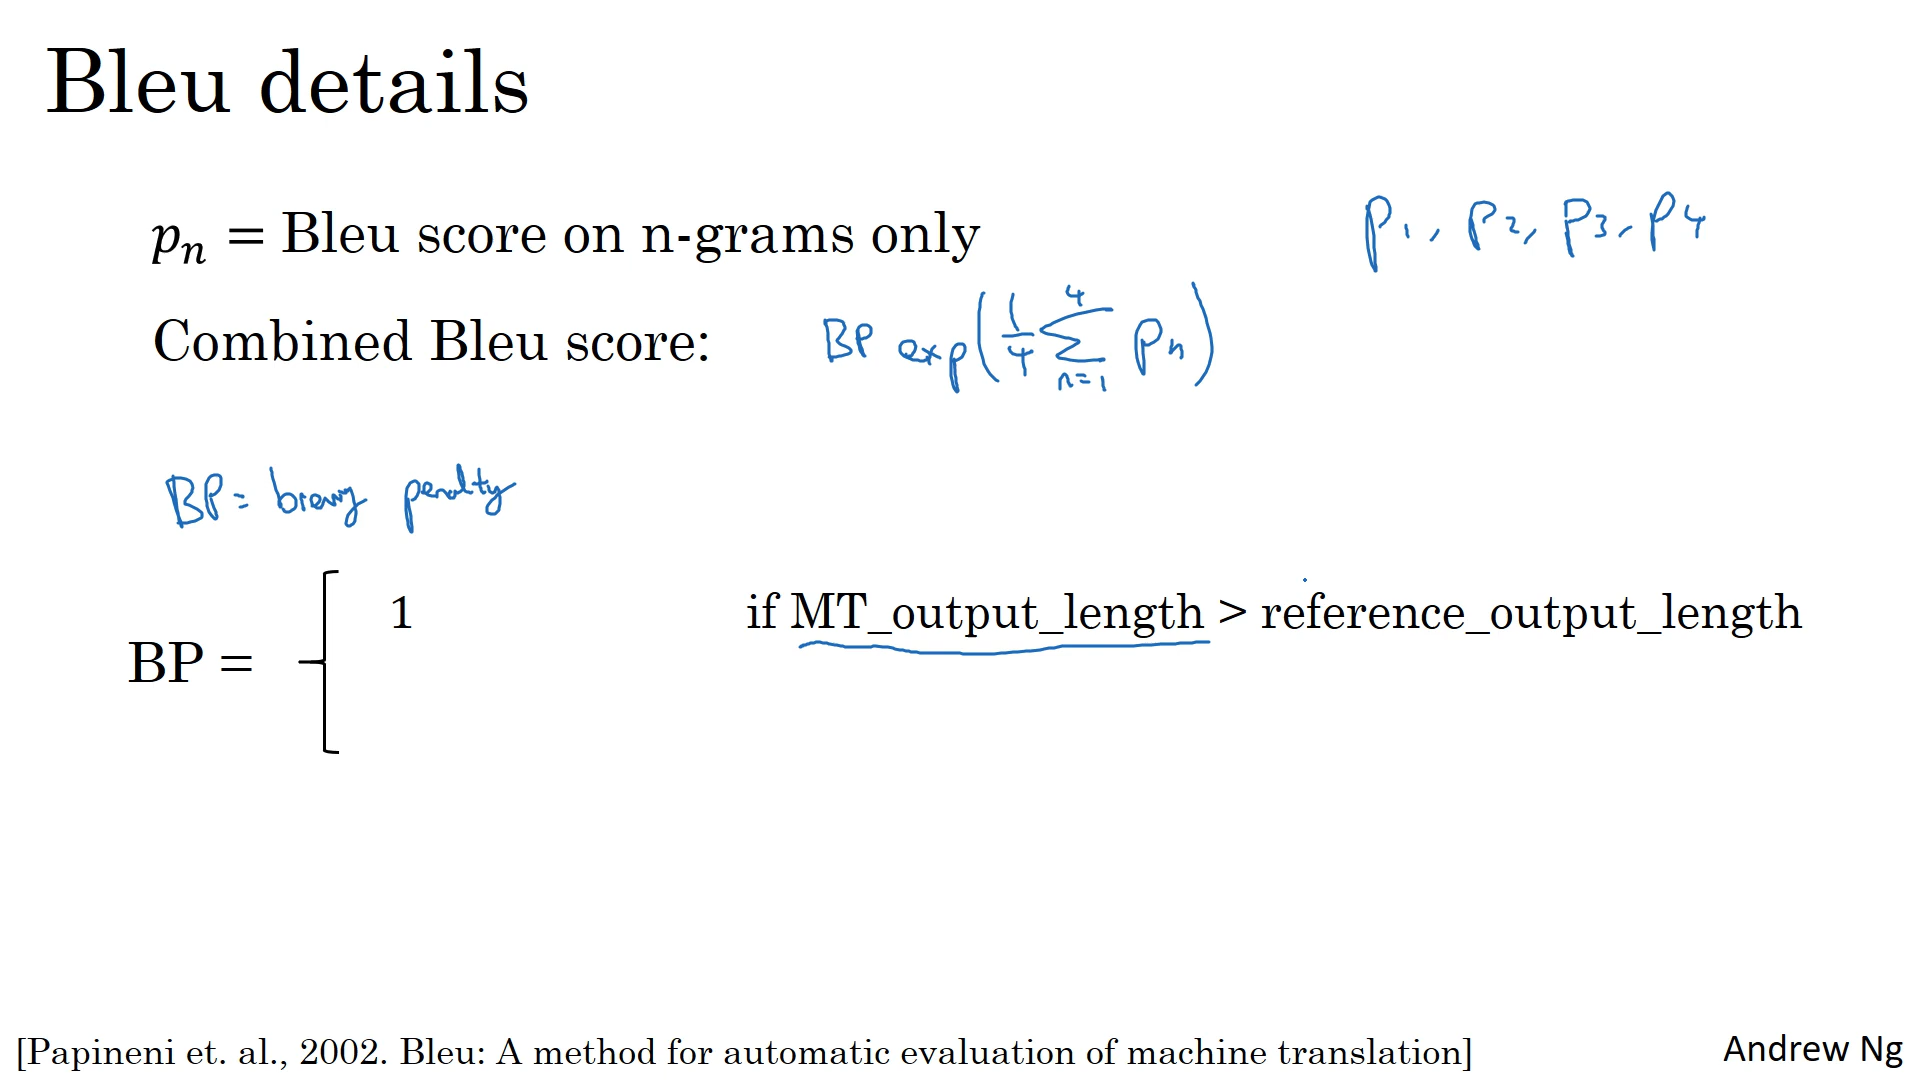 Bleu details
pₙ = Bleu score on n-grams only
P₁, P₂, P₃, P₄
Combined Bleu score: BP exp(1/4 ∑ₙ₌₁⁴ Pₙ)
BP = penalty
BP = { 1 if MT_output_length > reference_output_length
[Papineni et. al., 2002. Bleu: A method for automatic evaluation of machine translation]
Andrew Ng